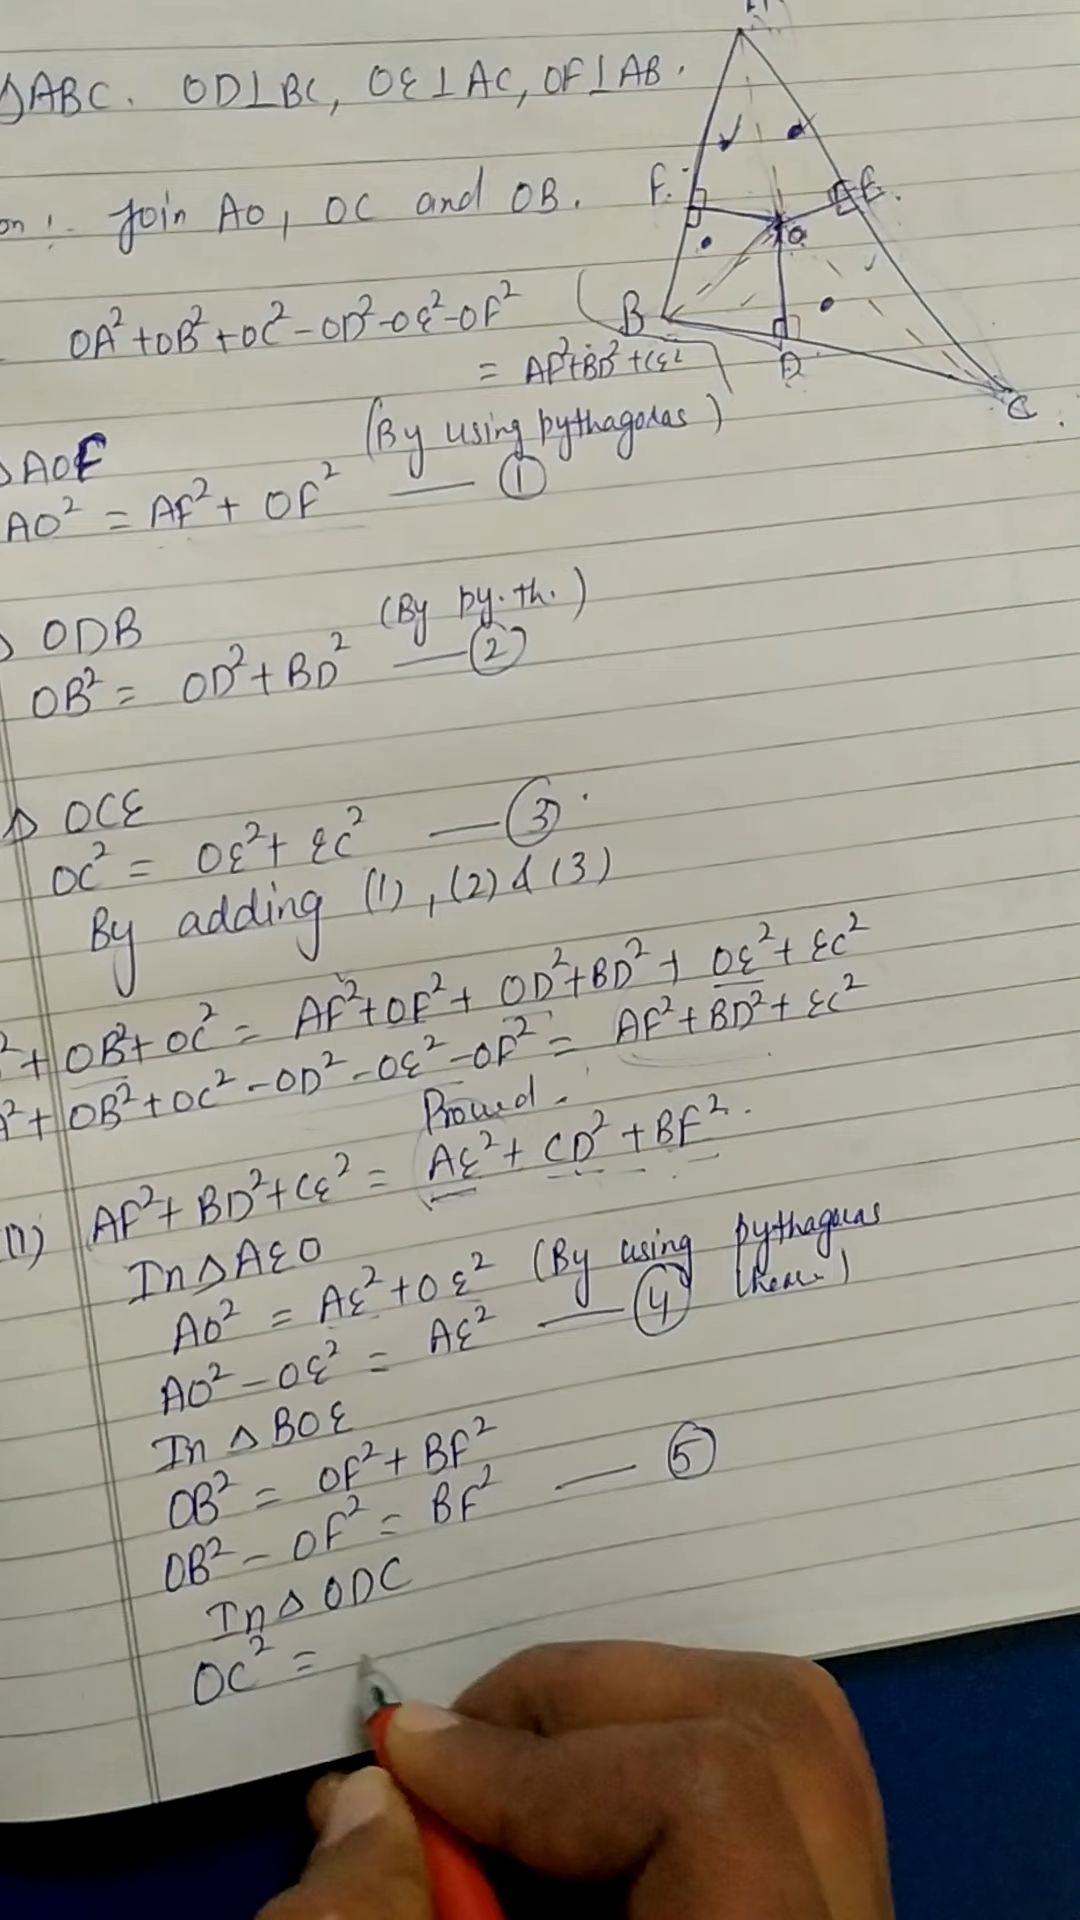 △ABC. OD⊥BC, OE⊥AC, OF⊥AB.
on:- Join AO, OC and OB.
OA²+OB²+OC²-OD²-OE²-OF²
= AF²+BD²+CE²
F
E
O
B
D
C
△AOF (By using pythagoras)
AO² = AF² + OF² — ①
△ ODB (By py. th.)
OB² = OD²+BD² — ②
△ OCE
OC² = OE²+ EC² — ③
By adding (1), (2) & (3)
²+OB²+OC² = AF²+OF²+ OD²+BD²+ OE²+ EC²
A²+OB²+OC²-OD²-OE²-OF² = AF²+BD²+EC²
Proved.
(II) AF²+BD²+CE² = AE²+ CD²+BF².
In △AEO
AO² = AE²+OE² (By using pythagoras
AO²-OE² = AE² — ④
In △ BOE
OB² = OF²+BF²
OB²-OF² = BF² — ⑤
In △ ODC
OC² =